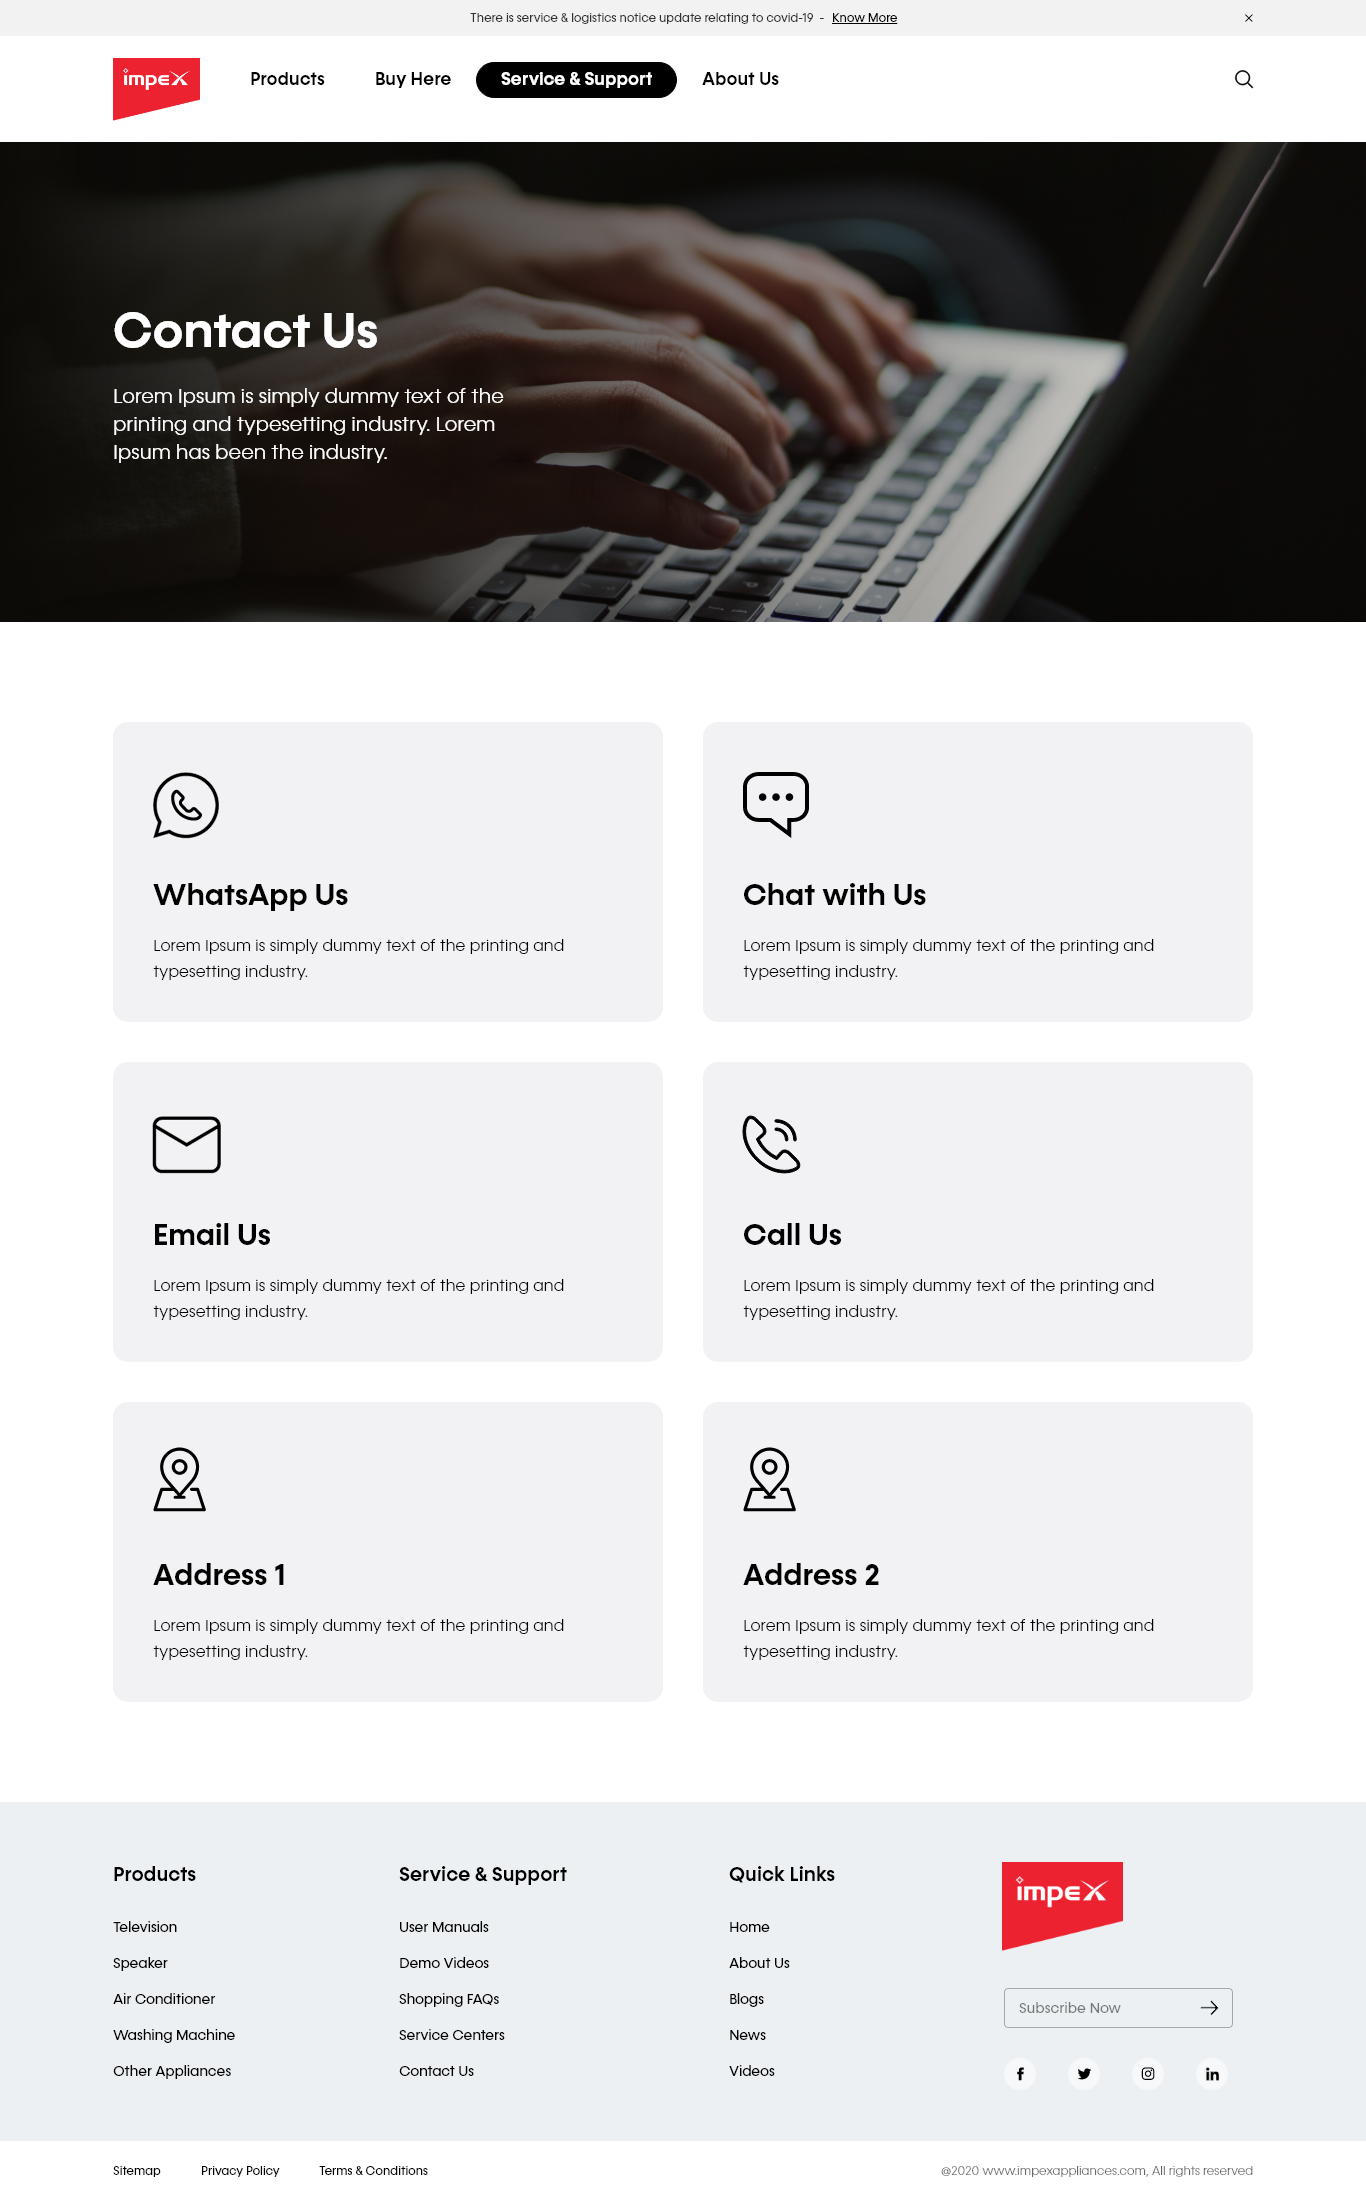 There is service & logistics notice update relating to covid-19 - Know More
impex
Products
Buy Here
Service & Support
About Us
Contact Us
Lorem Ipsum is simply dummy text of the
printing and typesetting industry. Lorem
Ipsum has been the industry.
WhatsApp Us
Lorem Ipsum is simply dummy text of the printing and
typesetting industry.
Chat with Us
Lorem Ipsum is simply dummy text of the printing and
typesetting industry.
Email Us
Lorem Ipsum is simply dummy text of the printing and
typesetting industry.
Call Us
Lorem Ipsum is simply dummy text of the printing and
typesetting industry.
Address 1
Lorem Ipsum is simply dummy text of the printing and
typesetting industry.
Address 2
Lorem Ipsum is simply dummy text of the printing and
typesetting industry.
Products
Television
Speaker
Air Conditioner
Washing Machine
Other Appliances
Service & Support
User Manuals
Demo Videos
Shopping FAQs
Service Centers
Contact Us
Quick Links
Home
About Us
Blogs
News
Videos
impex
Subscribe Now
Sitemap
Privacy Policy
Terms & Conditions
@2020 www.impexappliances.com, All rights reserved